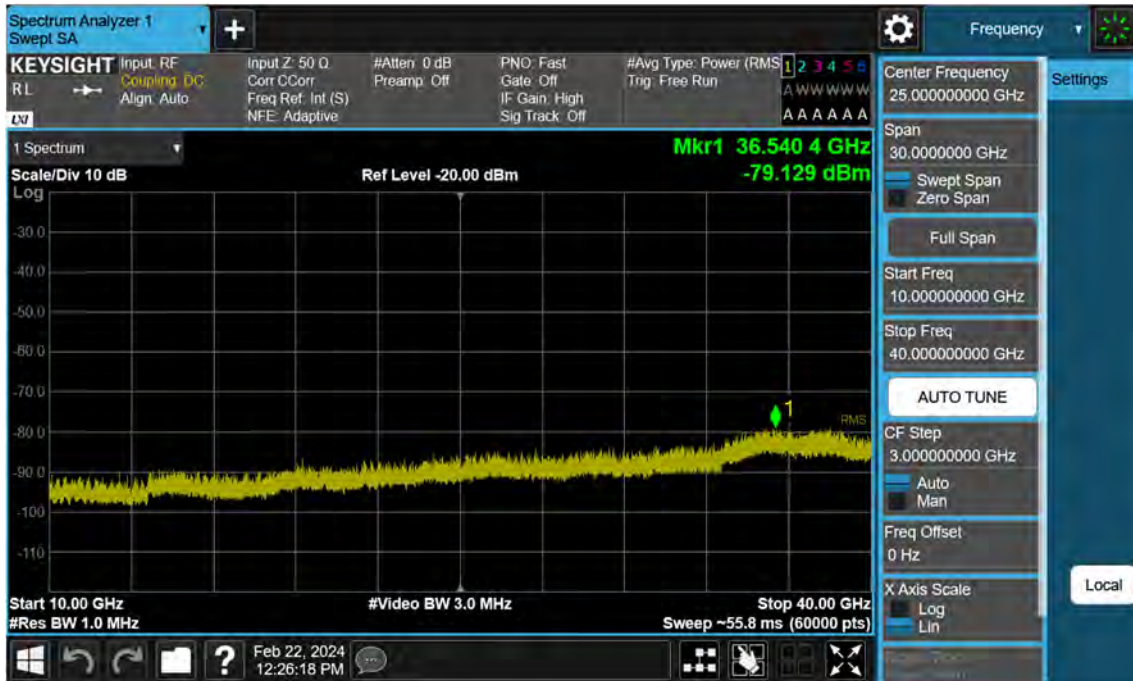 Spectrum Analyzer 1
Swept SA
+
Frequency
KEYSIGHT
RL
LXI
Input: RF
Coupling: DC
Align: Auto
Input Z: 50 Ω
Corr CCorr
Freq Ref: Int (S)
NFE: Adaptive
#Atten: 0 dB
Preamp: Off
PNO: Fast
Gate: Off
IF Gain: High
Sig Track: Off
#Avg Type: Power (RMS
Trig: Free Run
1 2 3 4 5 6
A W W W W W
A A A A A A
1 Spectrum
Scale/Div 10 dB
Ref Level -20.00 dBm
Mkr1 36.540 4 GHz
-79.129 dBm
Log
-30.0
-40.0
-50.0
-60.0
-70.0
-80.0
-90.0
-100
-110
1
RMS
Start 10.00 GHz
#Res BW 1.0 MHz
#Video BW 3.0 MHz
Stop 40.00 GHz
Sweep ~55.8 ms (60000 pts)
Center Frequency
25.000000000 GHz
Span
30.0000000 GHz
Swept Span
Zero Span
Full Span
Start Freq
10.000000000 GHz
Stop Freq
40.000000000 GHz
AUTO TUNE
CF Step
3.000000000 GHz
Auto
Man
Freq Offset
0 Hz
X Axis Scale
Log
Lin
Settings
Local
?
Feb 22, 2024
12:26:18 PM